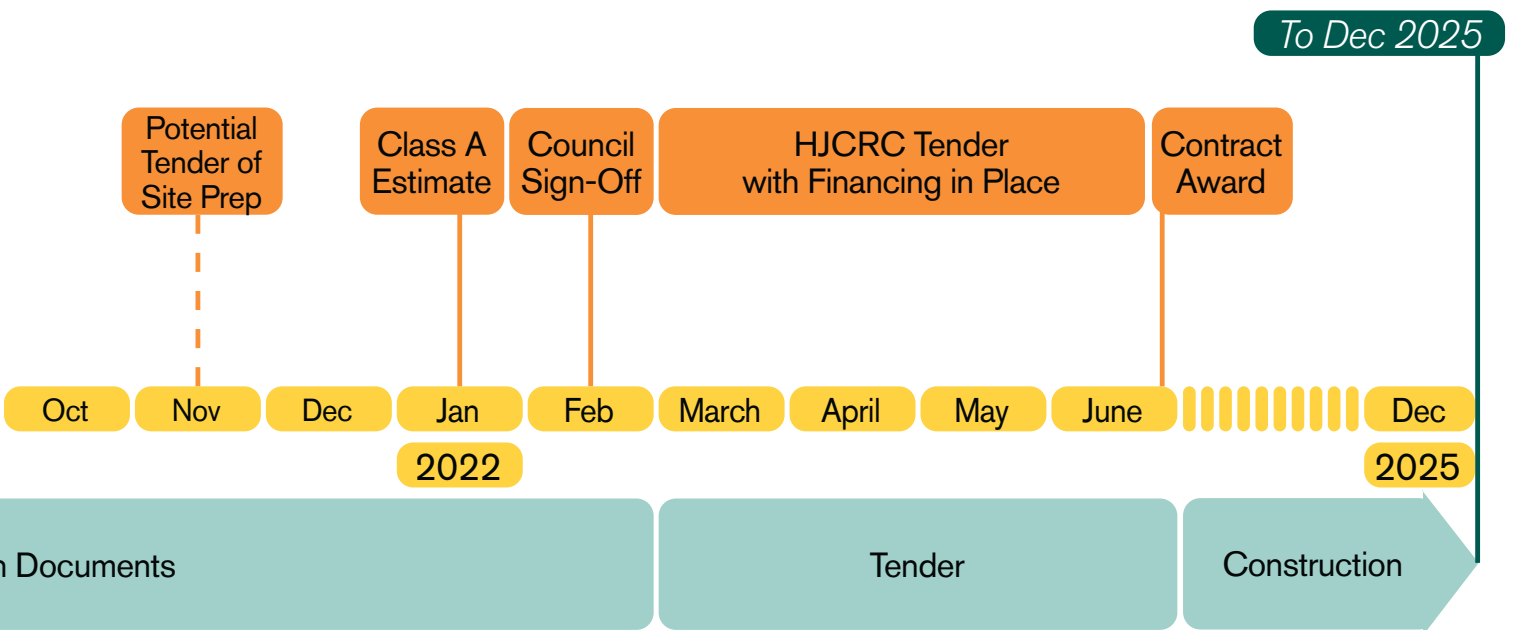 To Dec 2025
Potential
Tender of
Site Prep
Class A
Estimate
Council
Sign-Off
HJCRC Tender
with Financing in Place
Contract
Award
Oct
Nov
Dec
Jan
Feb
March
April
May
June
Dec
2022
2025
Documents
Tender
Construction